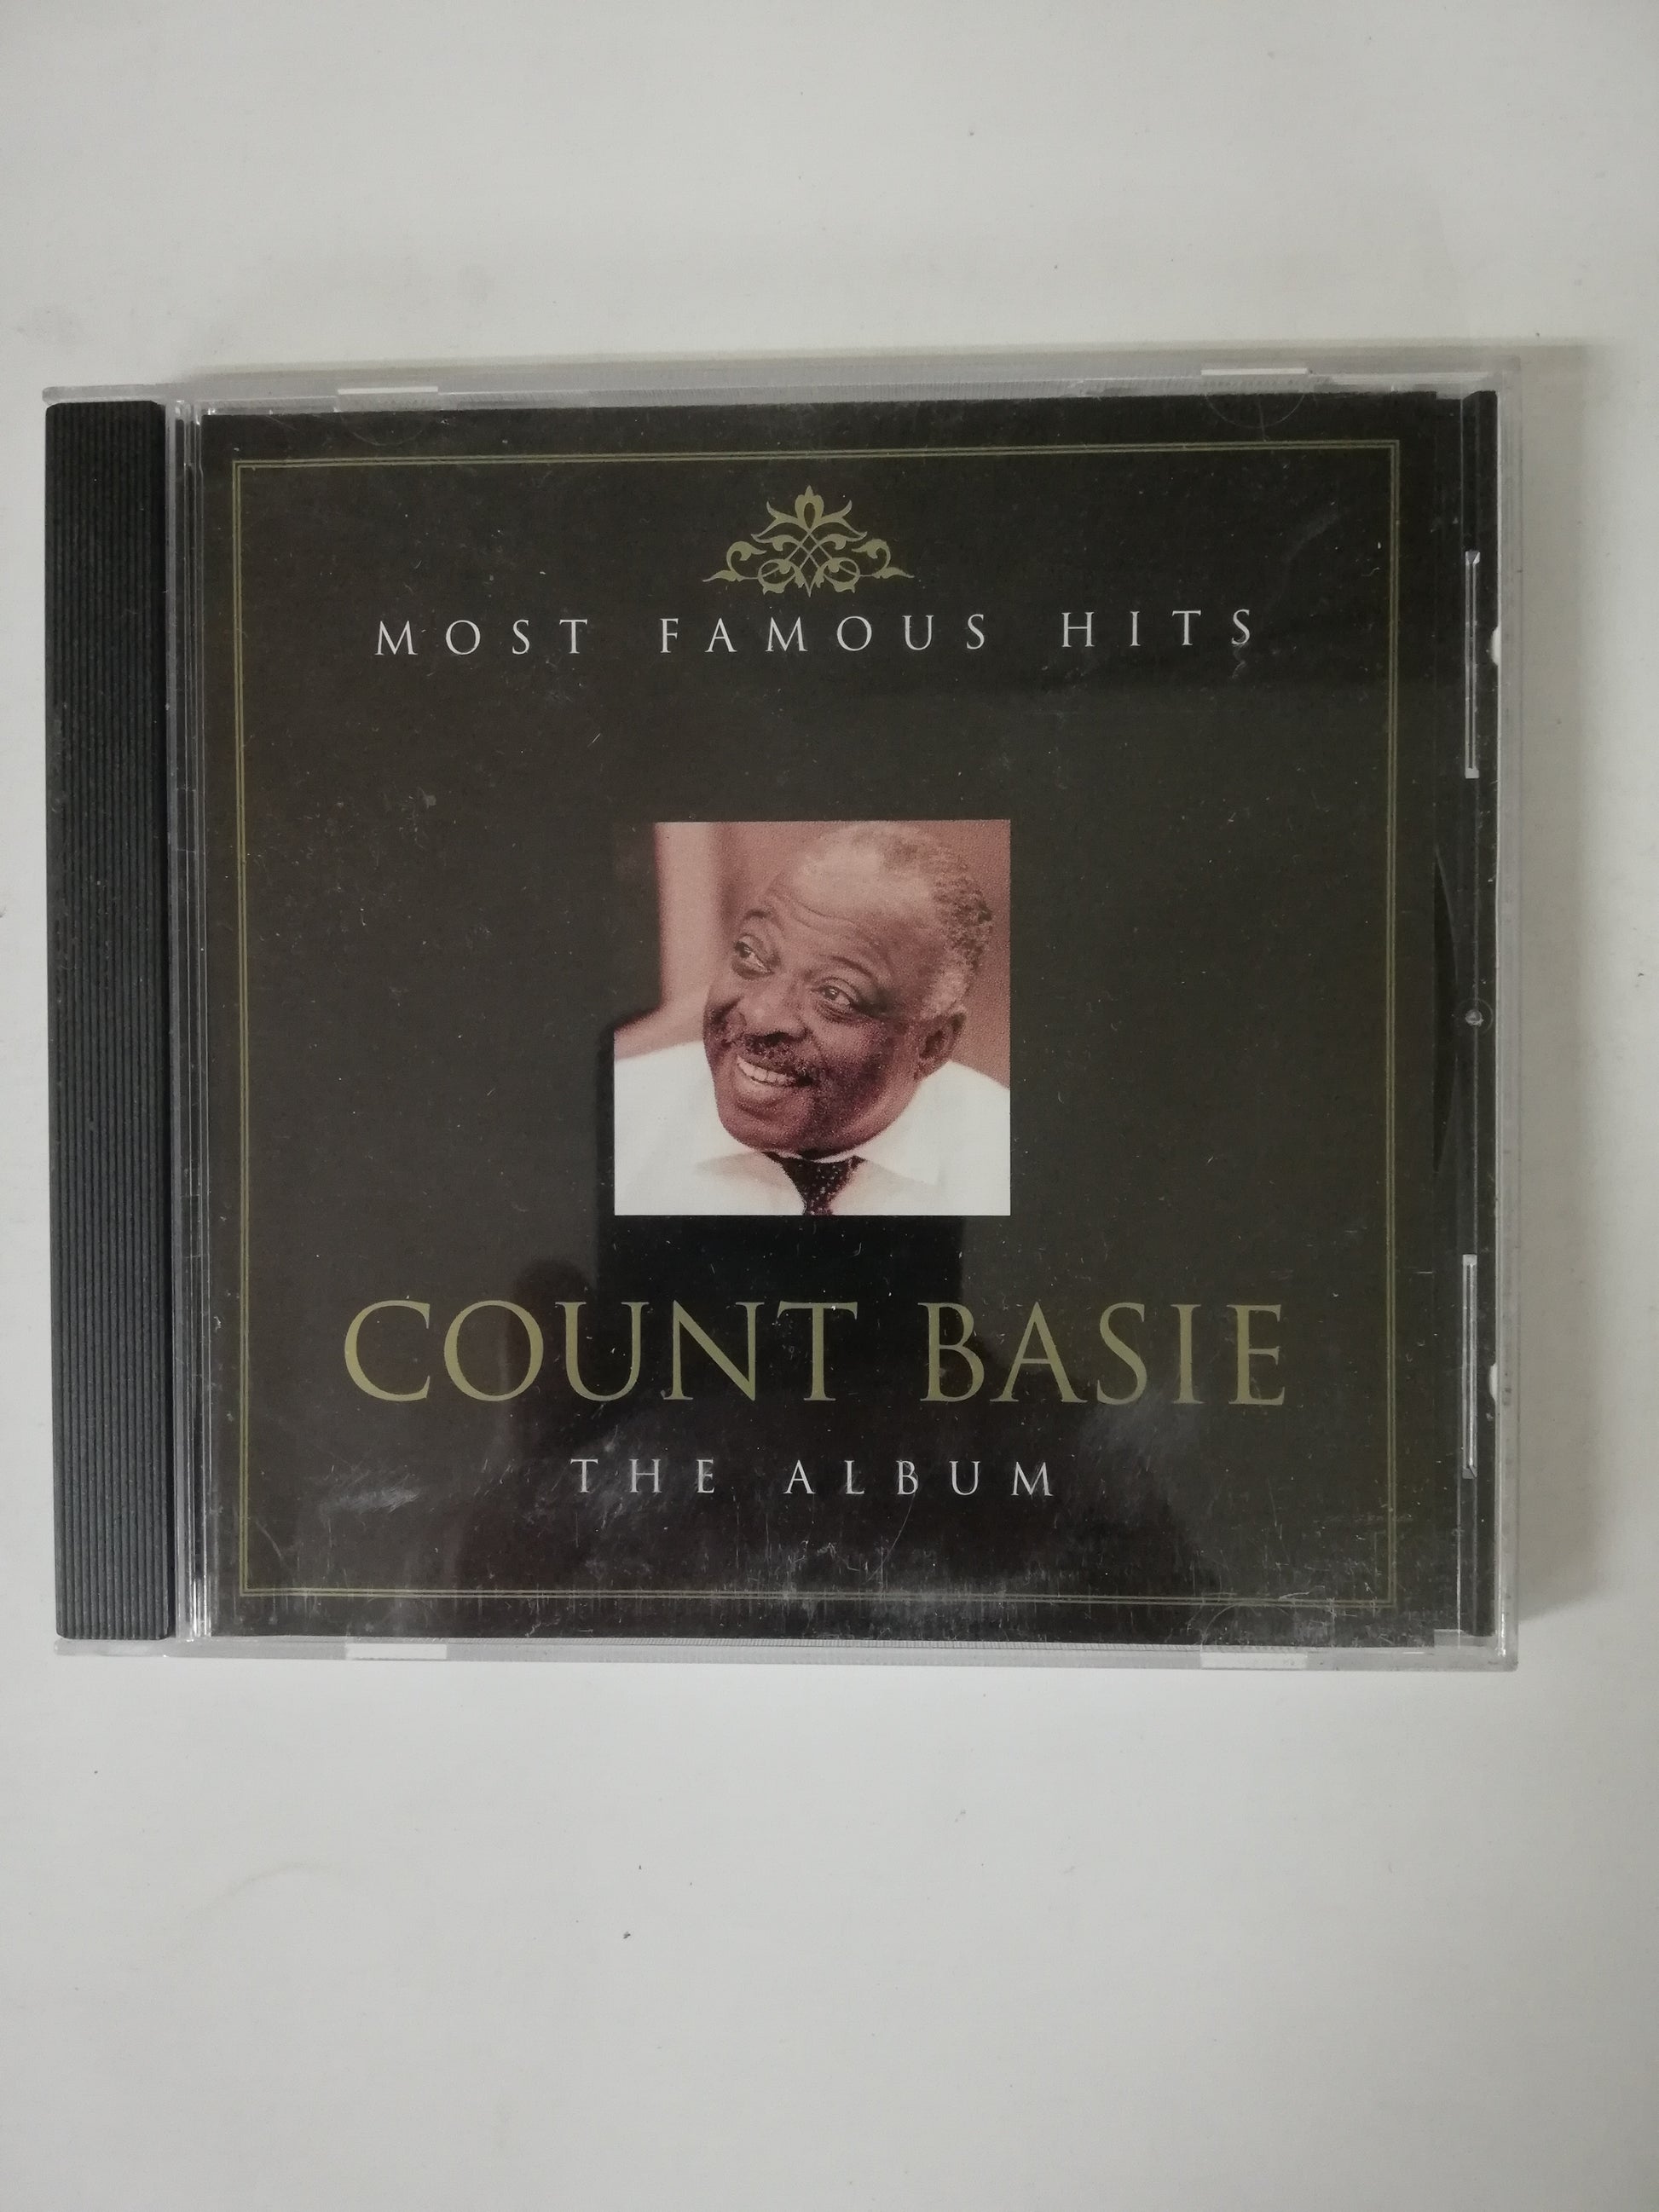 MOST FAMOUS HITS
COUNT BASIE
THE ALBUM